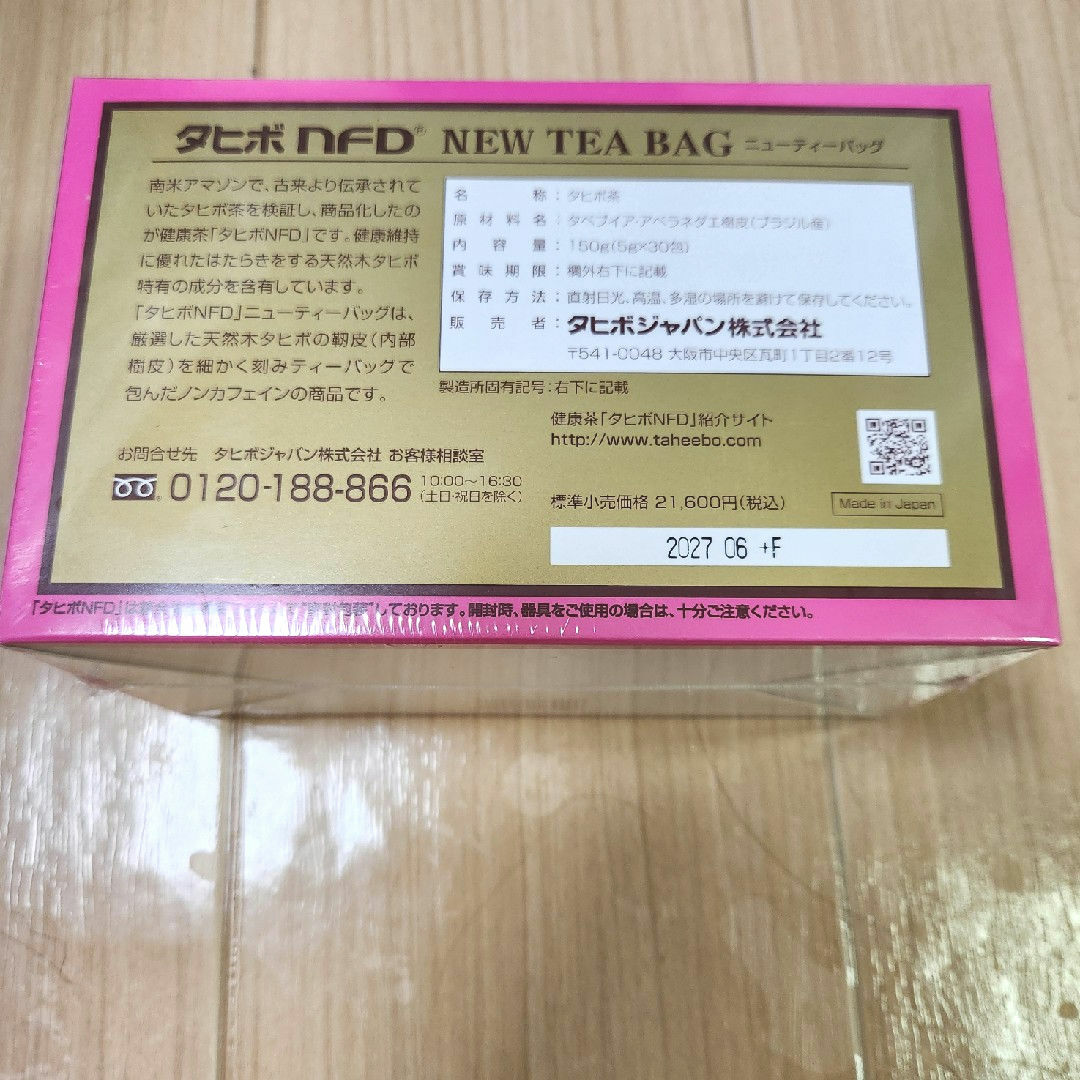 タヒボ NFD® NEW TEA BAG ニューティーバッグ
南米アマゾンで、古来より伝承されて
いたタヒボ茶を検証し、商品化したの
が健康茶「タヒボNFD」です。健康維持
に優れたはたらきをする天然木タヒボ
特有の成分を含有しています。
「タヒボNFD」ニューティーバッグは、
厳選した天然木タヒボの靭皮(内部
樹皮)を細かく刻みティーバッグで
包んだノンカフェインの商品です。
名称:タヒボ茶
原材料名:タベブイア・アベラネダエ樹皮(ブラジル産)
内容量:150g(5g×30包)
賞味期限:欄外右下に記載
保存方法:直射日光、高温、多湿の場所を避けて保存してください。
販売者:タヒボジャパン株式会社
〒541-0048 大阪市中央区瓦町1丁目2番12号
製造所固有記号:右下に記載
健康茶「タヒボNFD」紹介サイト
http://www.taheebo.com
お問合せ先 タヒボジャパン株式会社 お客様相談室
0120-188-866 10:00〜16:30
(土日・祝日を除く)
標準小売価格 21,600円(税込)
Made in Japan
2027 06 +F
「タヒボNFD」は しております。開封時、器具をご使用の場合は、十分ご注意ください。